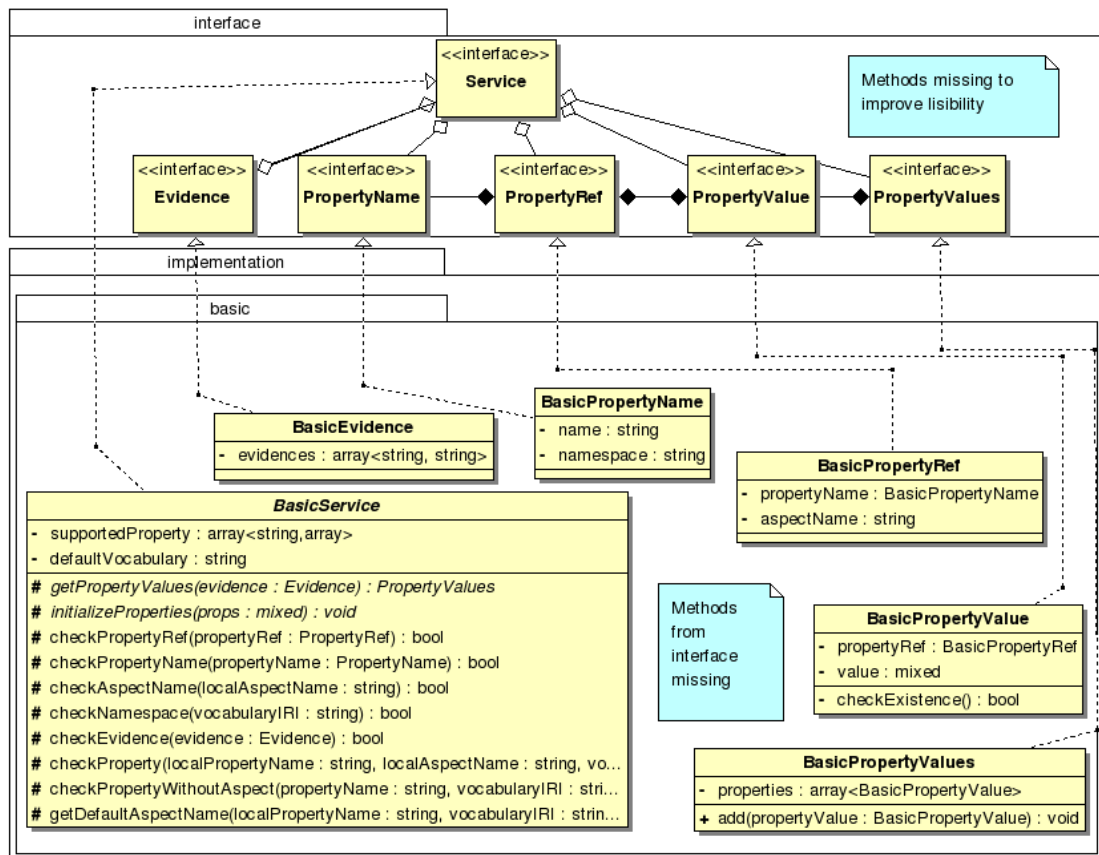 interface
<<interface>>
Service
Methods missing to
improve lisibility
<<interface>>
Evidence
<<interface>>
PropertyName
<<interface>>
PropertyRef
<<interface>>
PropertyValue
<<interface>>
PropertyValues
implementation
basic
BasicEvidence
- evidences : array<string, string>
BasicPropertyName
- name : string
- namespace : string
BasicPropertyRef
- propertyName : BasicPropertyName
- aspectName : string
BasicService
- supportedProperty : array<string,array>
- defaultVocabulary : string
# getPropertyValues(evidence : Evidence) : PropertyValues
# initializeProperties(props : mixed) : void
# checkPropertyRef(propertyRef : PropertyRef) : bool
# checkPropertyName(propertyName : PropertyName) : bool
# checkAspectName(localAspectName : string) : bool
# checkNamespace(vocabularyIRI : string) : bool
# checkEvidence(evidence : Evidence) : bool
# checkProperty(localPropertyName : string, localAspectName : string, vo...
# checkPropertyWithoutAspect(propertyName : string, vocabularyIRI : stri...
# getDefaultAspectName(localPropertyName : string, vocabularyIRI : strin...
Methods
from
interface
missing
BasicPropertyValue
- propertyRef : BasicPropertyRef
- value : mixed
- checkExistence() : bool
BasicPropertyValues
- properties : array<BasicPropertyValue>
+ add(propertyValue : BasicPropertyValue) : void